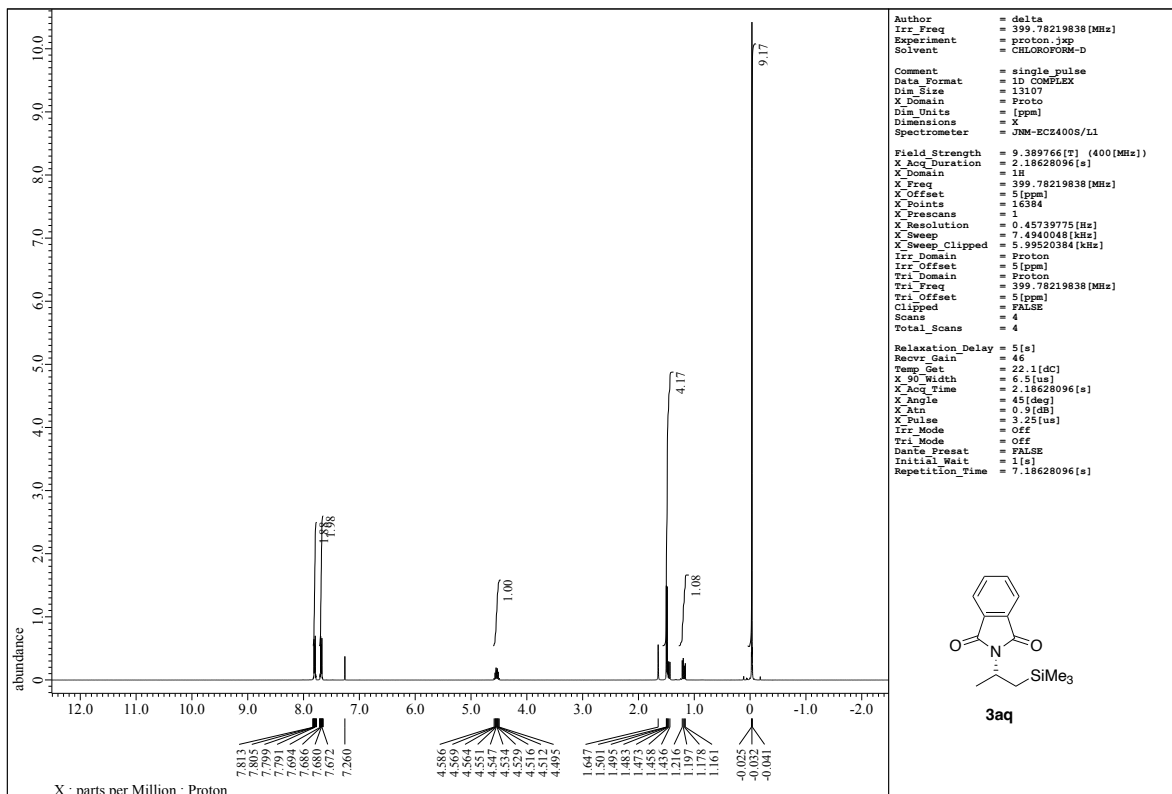 abundance
10.0
9.0
8.0
7.0
6.0
5.0
4.0
3.0
2.0
1.0
0
1.88
1.98
1.00
4.17
1.08
9.17
12.0 11.0 10.0 9.0 8.0 7.0 6.0 5.0 4.0 3.0 2.0 1.0 0 -1.0 -2.0
7.813
7.805
7.799
7.791
7.694
7.686
7.680
7.672
7.260
4.586
4.569
4.564
4.551
4.547
4.534
4.529
4.516
4.512
4.495
1.647
1.501
1.495
1.483
1.473
1.458
1.436
1.216
1.197
1.178
1.161
-0.025
-0.032
-0.041
X : parts per Million : Proton
Author = delta
Irr_Freq = 399.78219838[MHz]
Experiment = proton.jxp
Solvent = CHLOROFORM-D
Comment = single_pulse
Data_Format = 1D COMPLEX
Dim_Size = 13107
X_Domain = Proto
Dim_Units = [ppm]
Dimensions = X
Spectrometer = JNM-ECZ400S/L1
Field_Strength = 9.389766[T] (400[MHz])
X_Acq_Duration = 2.18628096[s]
X_Domain = 1H
X_Freq = 399.78219838[MHz]
X_Offset = 5[ppm]
X_Points = 16384
X_Prescans = 1
X_Resolution = 0.45739775[Hz]
X_Sweep = 7.4940048[kHz]
X_Sweep_Clipped = 5.99520384[kHz]
Irr_Domain = Proton
Irr_Offset = 5[ppm]
Tri_Domain = Proton
Tri_Freq = 399.78219838[MHz]
Tri_Offset = 5[ppm]
Clipped = FALSE
Scans = 4
Total_Scans = 4
Relaxation_Delay = 5[s]
Recvr_Gain = 46
Temp_Get = 22.1[dC]
X_90_Width = 6.5[us]
X_Acq_Time = 2.18628096[s]
X_Angle = 45[deg]
X_Atn = 0.9[dB]
X_Pulse = 3.25[us]
Irr_Mode = Off
Tri_Mode = Off
Dante_Presat = FALSE
Initial_Wait = 1[s]
Repetition_Time = 7.18628096[s]
O O
N
SiMe3
3aq